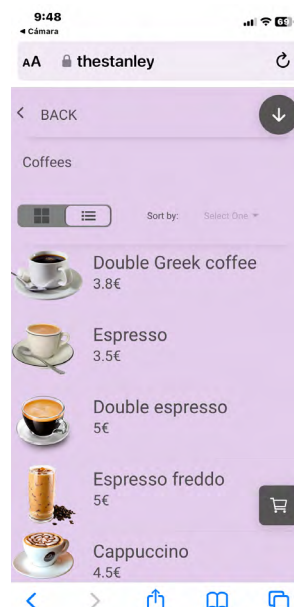 9:48
69
Cámara
AA thestanley
BACK
Coffees
Sort by: Select One
Double Greek coffee
3.8€
Espresso
3.5€
Double espresso
5€
Espresso freddo
5€
Cappuccino
4.5€